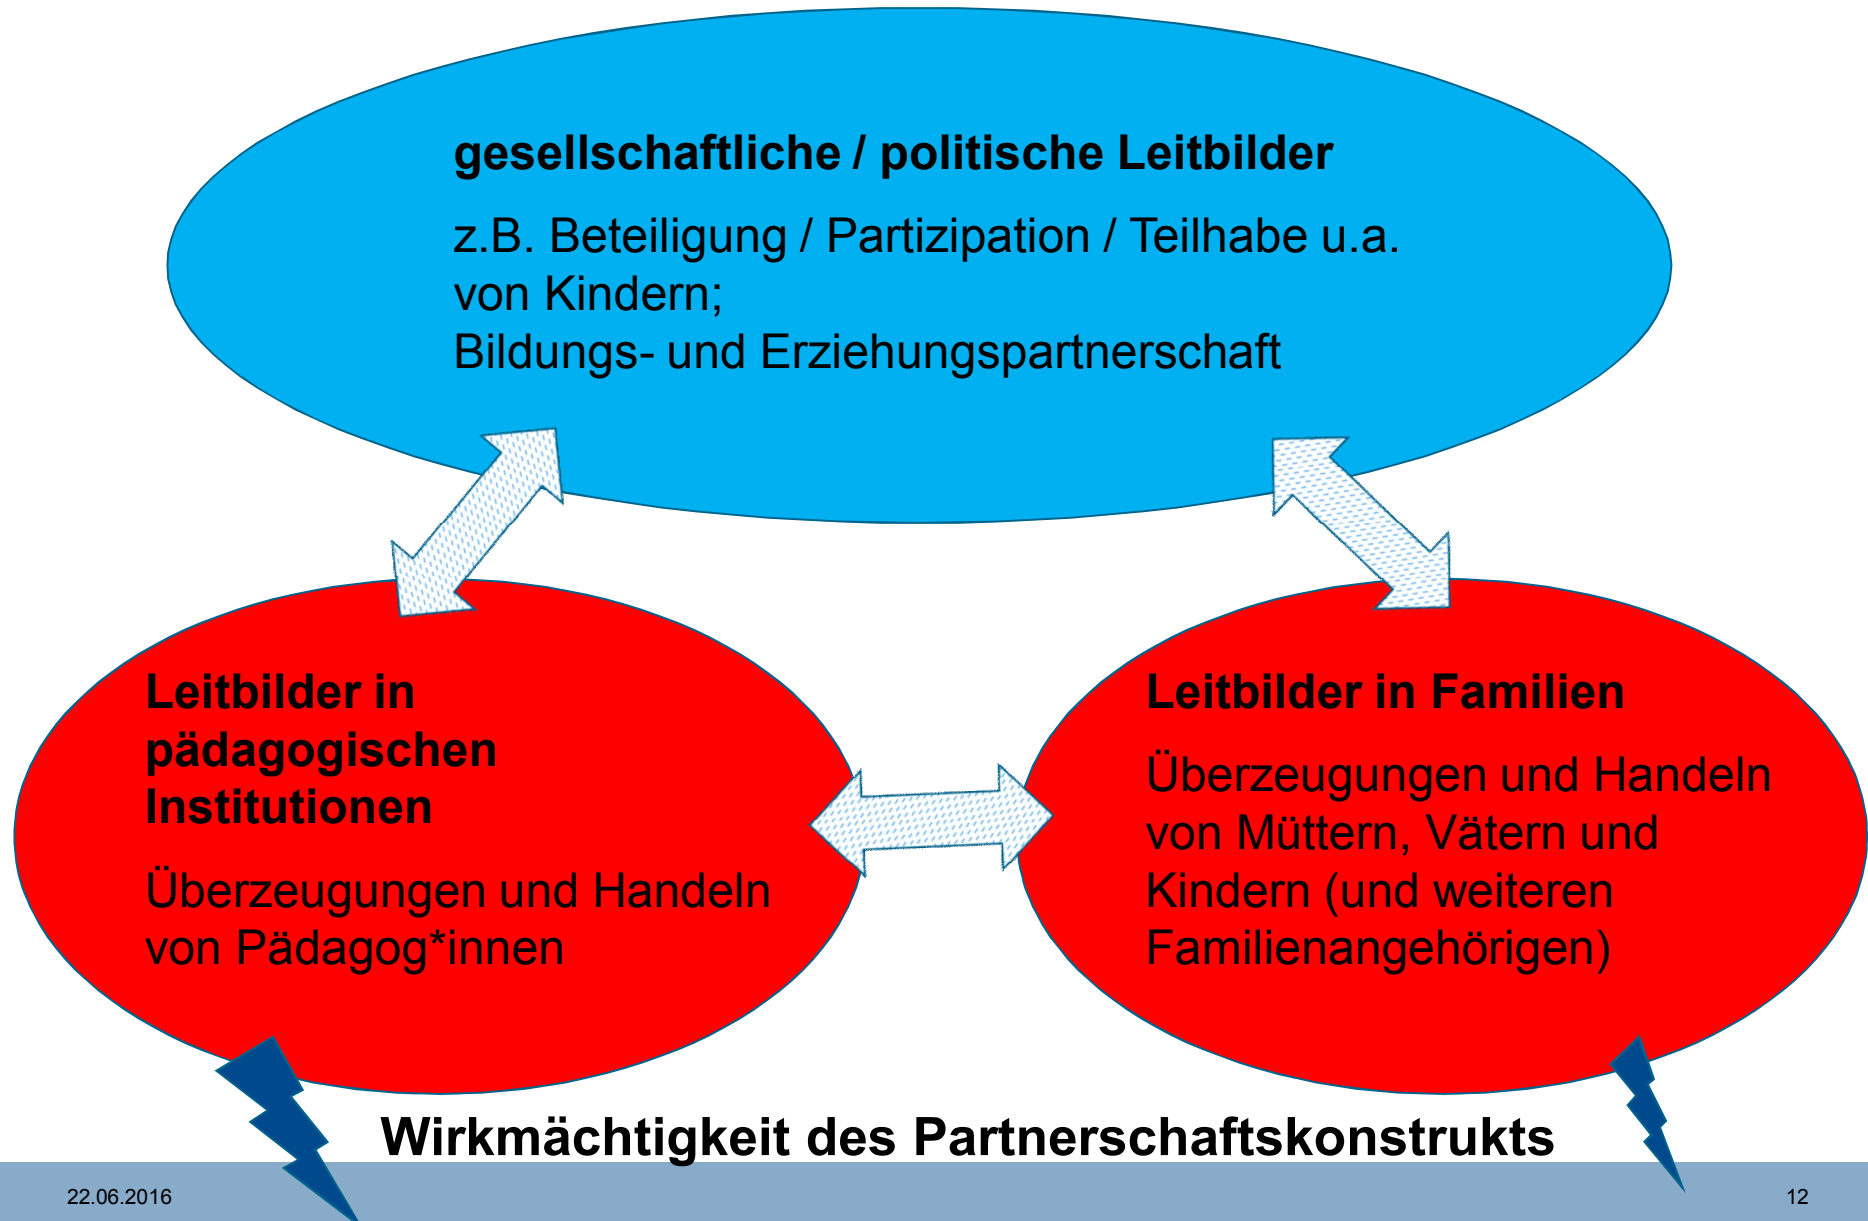 gesellschaftliche / politische Leitbilder
z.B. Beteiligung / Partizipation / Teilhabe u.a.
von Kindern;
Bildungs- und Erziehungspartnerschaft
Leitbilder in
pädagogischen
Institutionen
Überzeugungen und Handeln
von Pädagog*innen
Leitbilder in Familien
Überzeugungen und Handeln
von Müttern, Vätern und
Kindern (und weiteren
Familienangehörigen)
Wirkmächtigkeit des Partnerschaftskonstrukts
22.06.2016
12